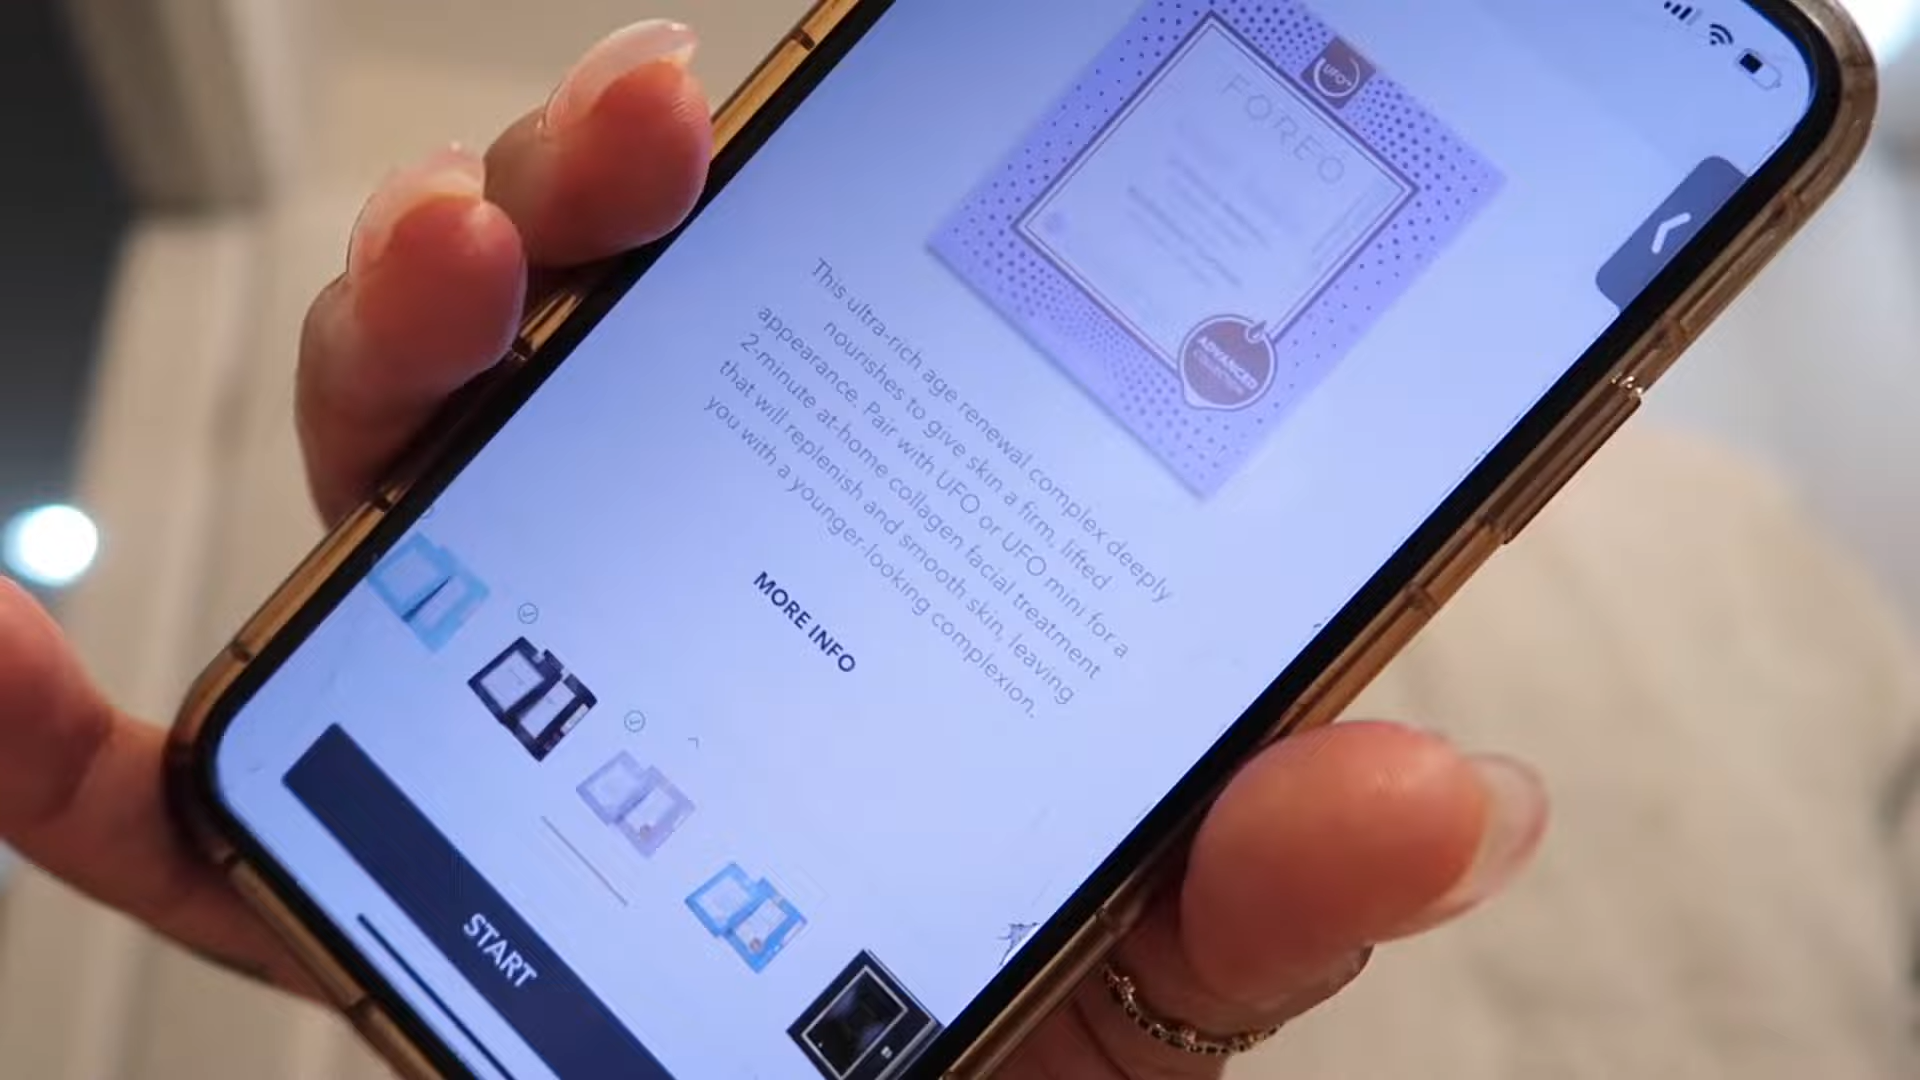 UFO™
FOREO
ADVANCED
This ultra-rich age renewal complex deeply
nourishes to give skin a firm, lifted
appearance. Pair with UFO or UFO mini for a
2-minute at-home collagen facial treatment
that will replenish and smooth skin, leaving
you with a younger-looking complexion.
MORE INFO
START